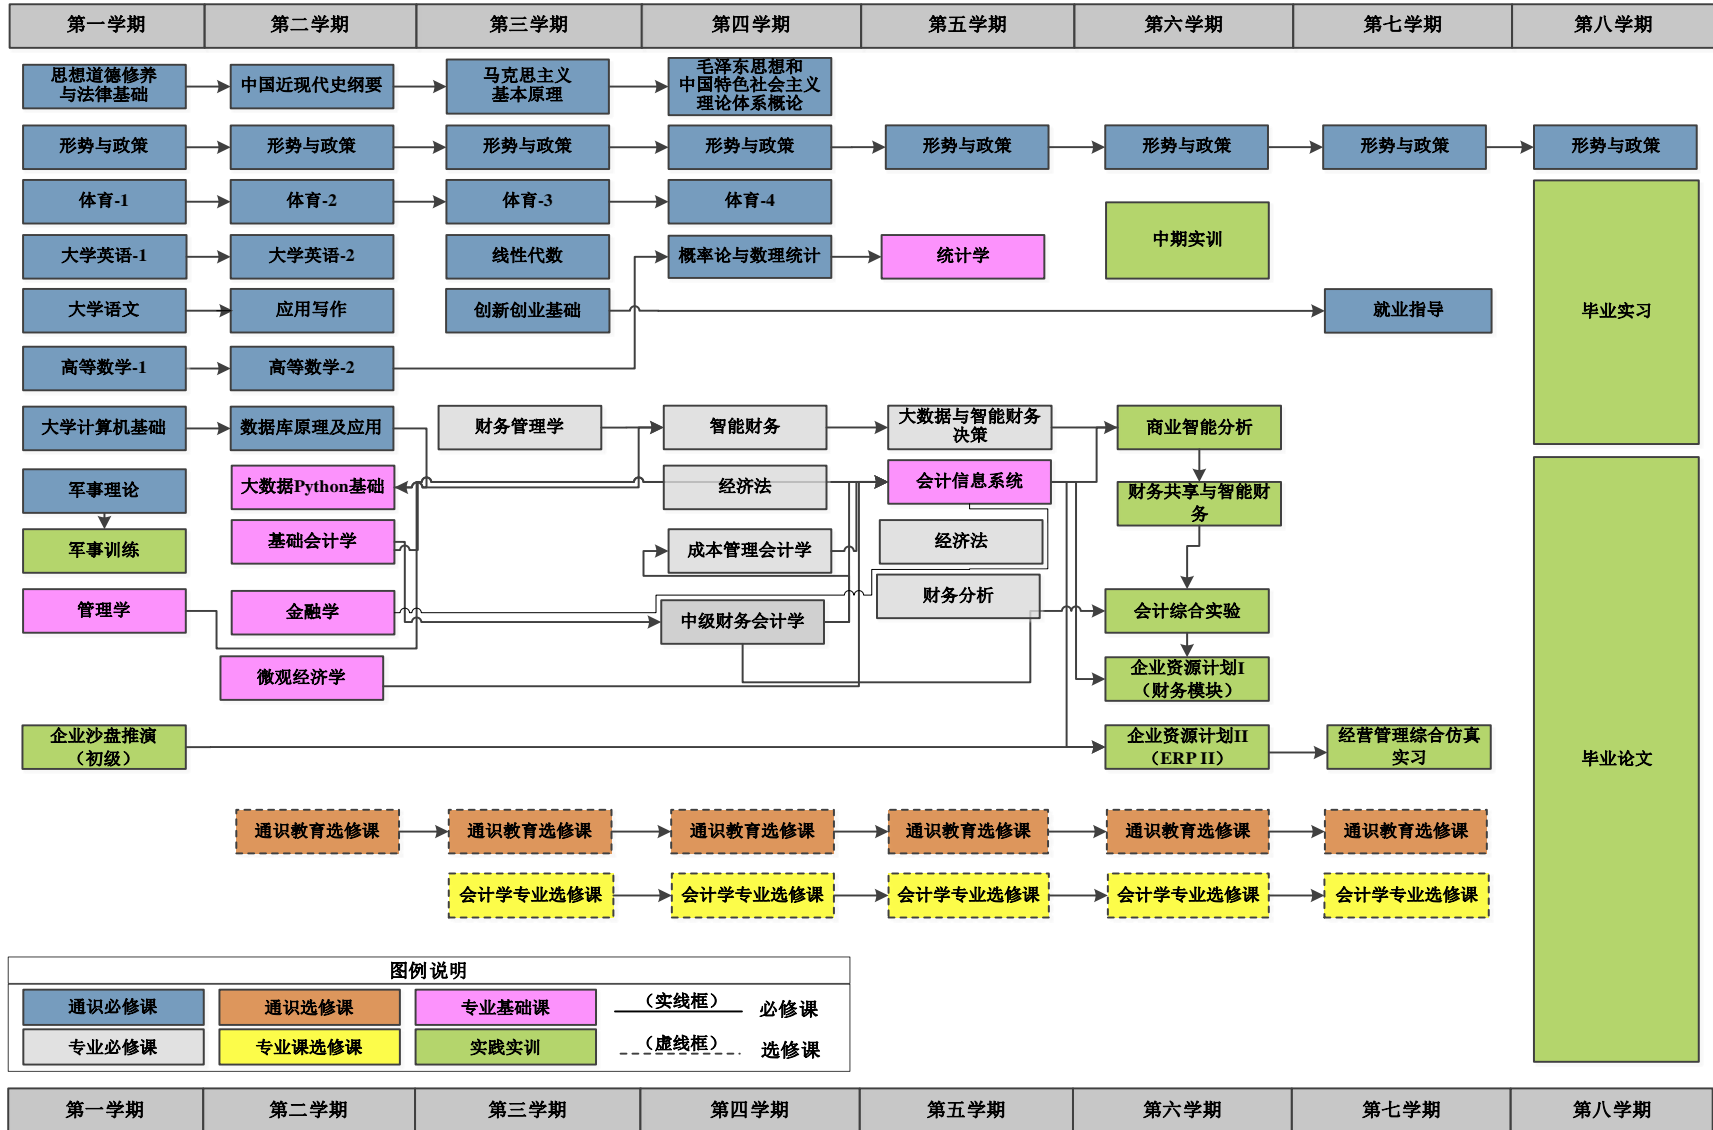 第一学期 第二学期 第三学期 第四学期 第五学期 第六学期 第七学期 第八学期
思想道德修养
与法律基础
中国近现代史纲要
马克思主义
基本原理
毛泽东思想和
中国特色社会主义
理论体系概论
形势与政策 形势与政策 形势与政策 形势与政策 形势与政策 形势与政策 形势与政策 形势与政策
体育-1 体育-2 体育-3 体育-4
中期实训
大学英语-1 大学英语-2 线性代数 概率论与数理统计 统计学
大学语文 应用写作 创新创业基础 就业指导 毕业实习
高等数学-1 高等数学-2
大学计算机基础 数据库原理及应用 财务管理学 智能财务
大数据与智能财务
决策
商业智能分析
军事理论 大数据Python基础 经济法 会计信息系统
财务共享与智能财
务
军事训练 基础会计学 成本管理会计学 经济法
管理学 金融学 中级财务会计学 财务分析 会计综合实验
微观经济学
企业资源计划I
（财务模块）
企业沙盘推演
（初级）
企业资源计划II
（ERP II）
经营管理综合仿真
实习
毕业论文
通识教育选修课 通识教育选修课 通识教育选修课 通识教育选修课 通识教育选修课 通识教育选修课
会计学专业选修课 会计学专业选修课 会计学专业选修课 会计学专业选修课 会计学专业选修课
图例说明
通识必修课 通识选修课 专业基础课 （实线框） 必修课
专业必修课 专业课选修课 实践实训 （虚线框） 选修课
第一学期 第二学期 第三学期 第四学期 第五学期 第六学期 第七学期 第八学期